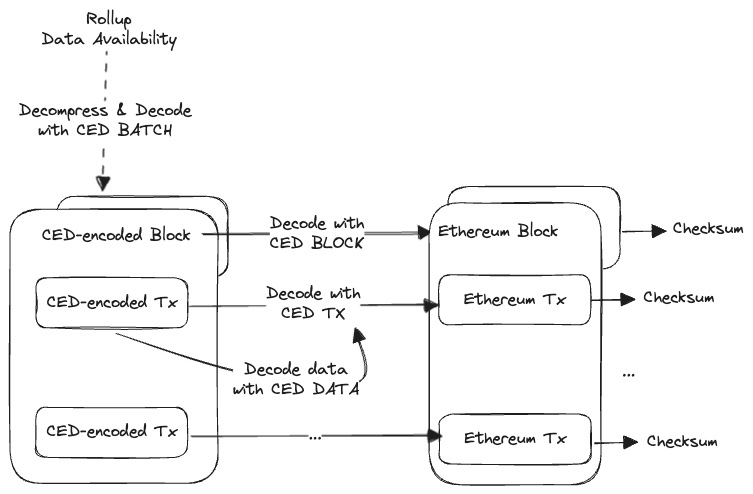 Rollup
Data Availability
Decompress & Decode
with CED BATCH
CED-encoded Block
Decode with
CED BLOCK
Ethereum Block
Checksum
CED-encoded Tx
Decode with
CED TX
Ethereum Tx
Checksum
Decode data
with CED DATA
...
CED-encoded Tx
...
Ethereum Tx
Checksum